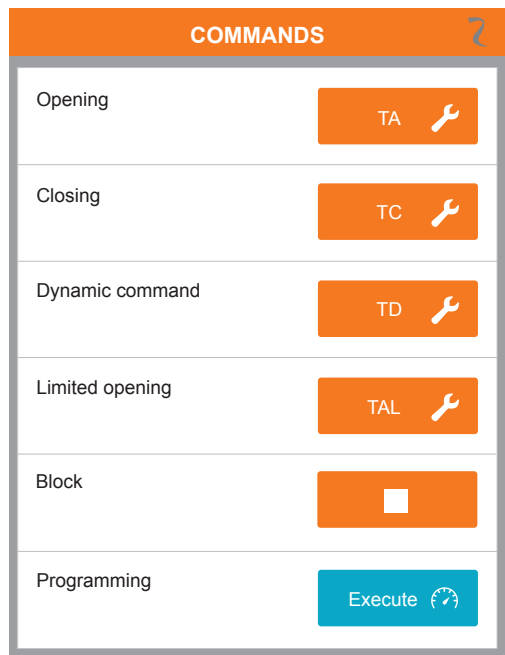 COMMANDS
Opening
TA
Closing
TC
Dynamic command
TD
Limited opening
TAL
Block
Programming
Execute